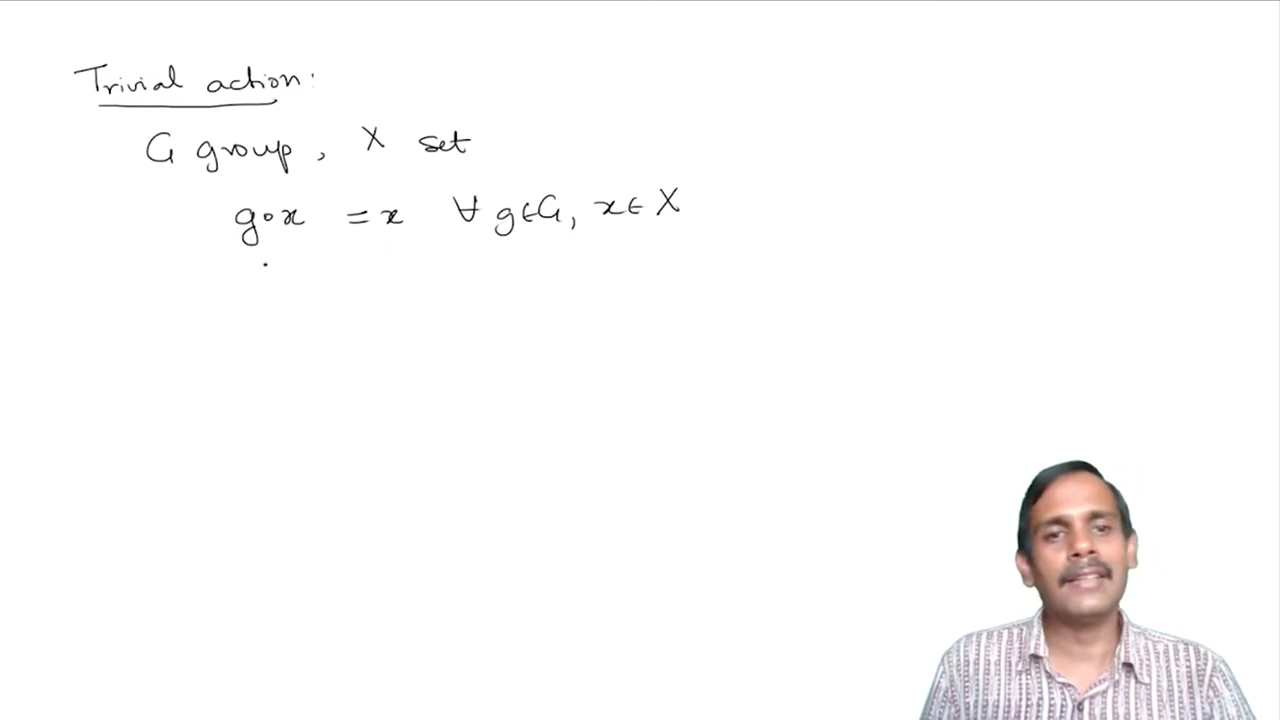 Trivial action:
G group, X set
g∘x = x ∀ g∈G, x∈X